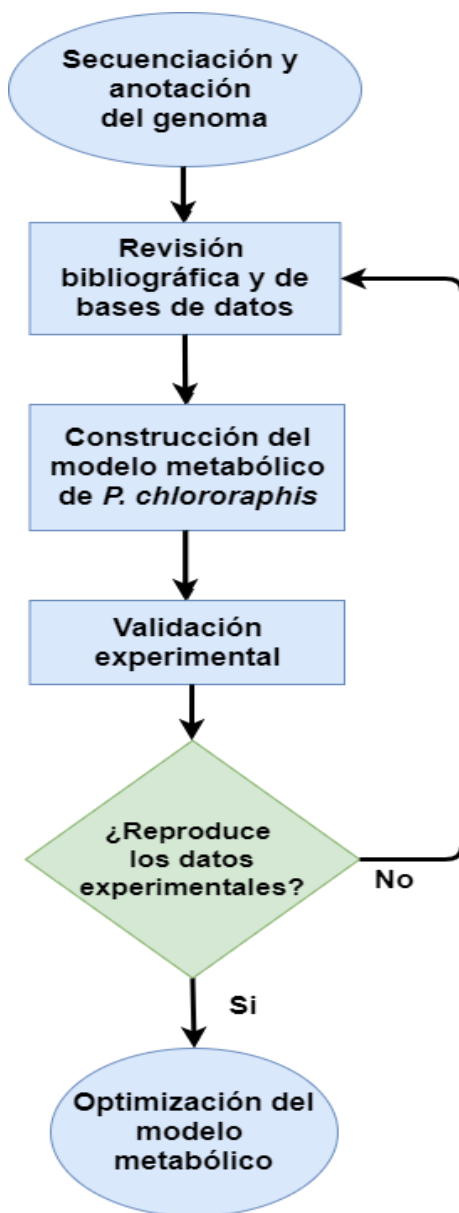 Secuenciación y
anotación
del genoma
Revisión
bibliográfica y de
bases de datos
Construcción del
modelo metabólico
de P. chlororaphis
Validación
experimental
¿Reproduce
los datos
experimentales?
No
Si
Optimización del
modelo
metabólico